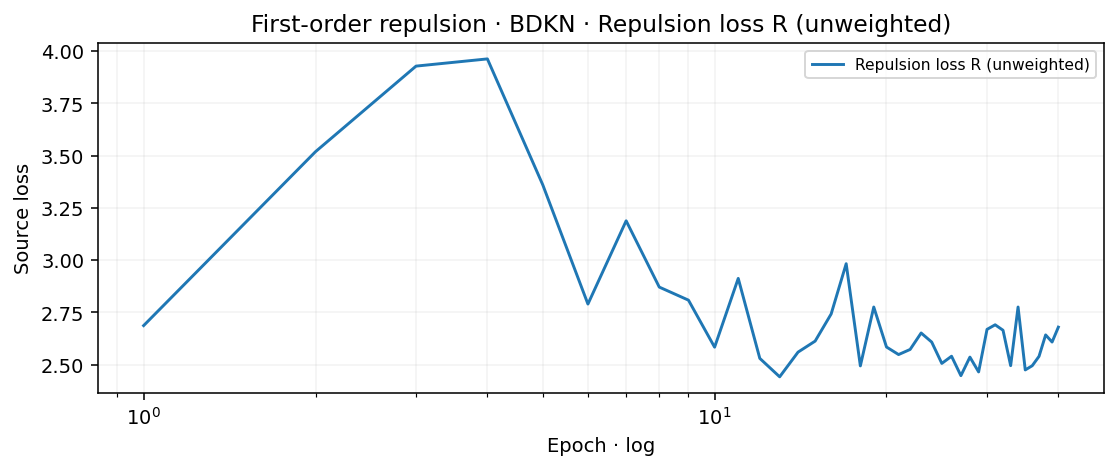 First-order repulsion · BDKN · Repulsion loss R (unweighted)
Repulsion loss R (unweighted)
Source loss
4.00
3.75
3.50
3.25
3.00
2.75
2.50
10⁰
10¹
Epoch · log